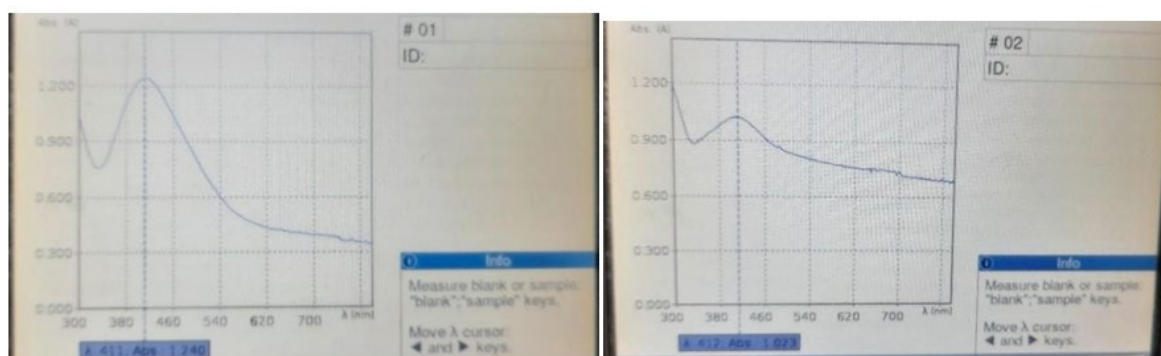 Abs. (A)
1.200
0.900
0.600
0.300
0.000
300 380 460 540 620 700 λ [nm]
λ 411; Abs 1.240
# 01
ID:
Info
Measure blank or sample:
"blank";"sample" keys.
Move λ cursor:
◄ and ► keys.
Abs. (A)
1.200
0.900
0.600
0.300
0.000
300 380 460 540 620 700 λ [nm]
λ 412; Abs 1.023
# 02
ID:
Info
Measure blank or sample:
"blank";"sample" keys.
Move λ cursor:
◄ and ► keys.